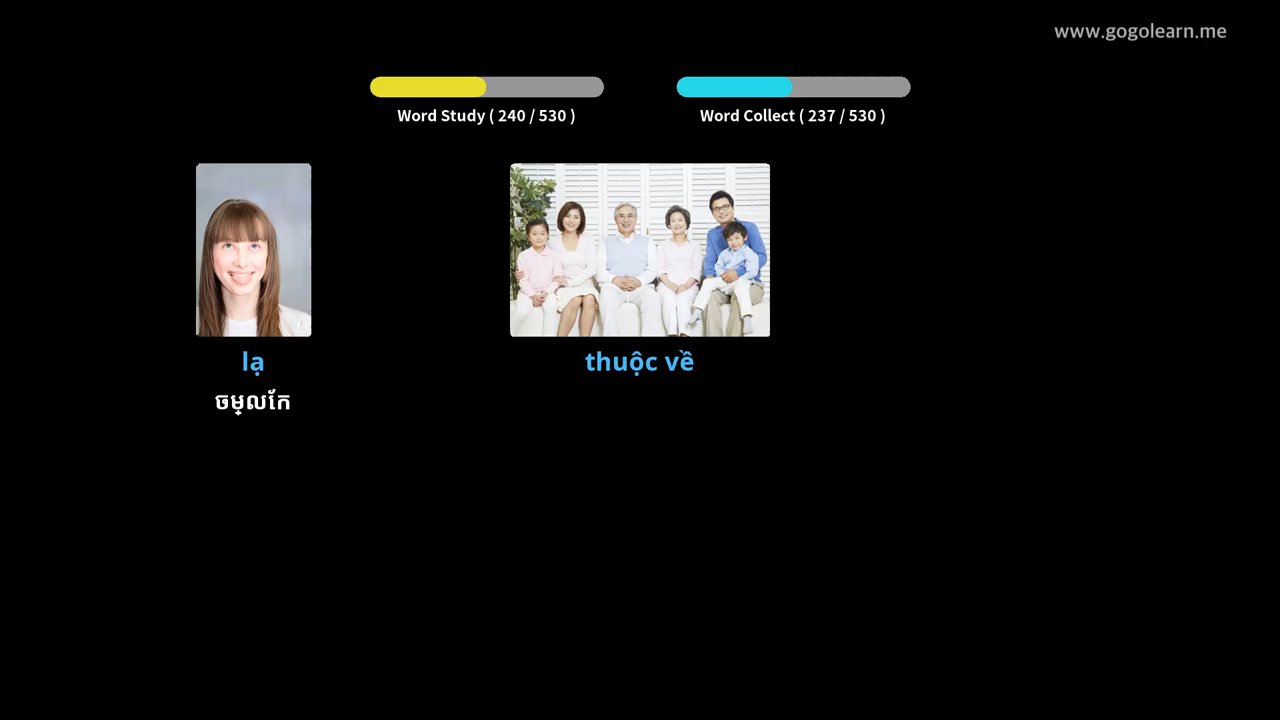 www.gogolearn.me
Word Study ( 240 / 530 )
Word Collect ( 237 / 530 )
lạ
thuộc về
ចម្លែក